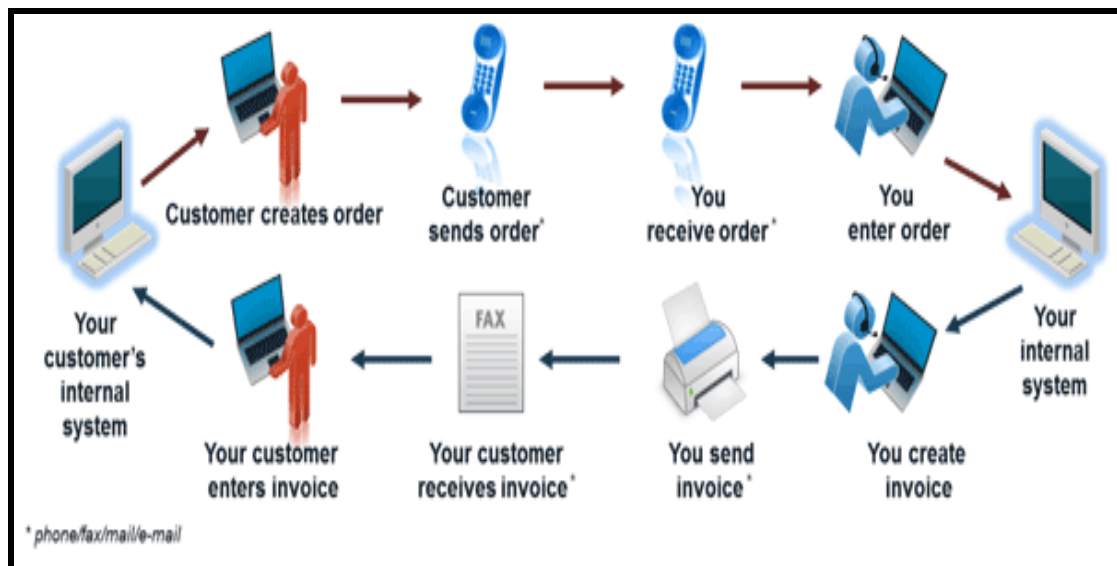 Customer creates order
Customer
sends order*
You
receive order*
You
enter order
Your
customer's
internal
system
FAX
Your
internal
system
Your customer
enters invoice
Your customer
receives invoice*
You send
invoice*
You create
invoice
* phone/fax/mail/e-mail